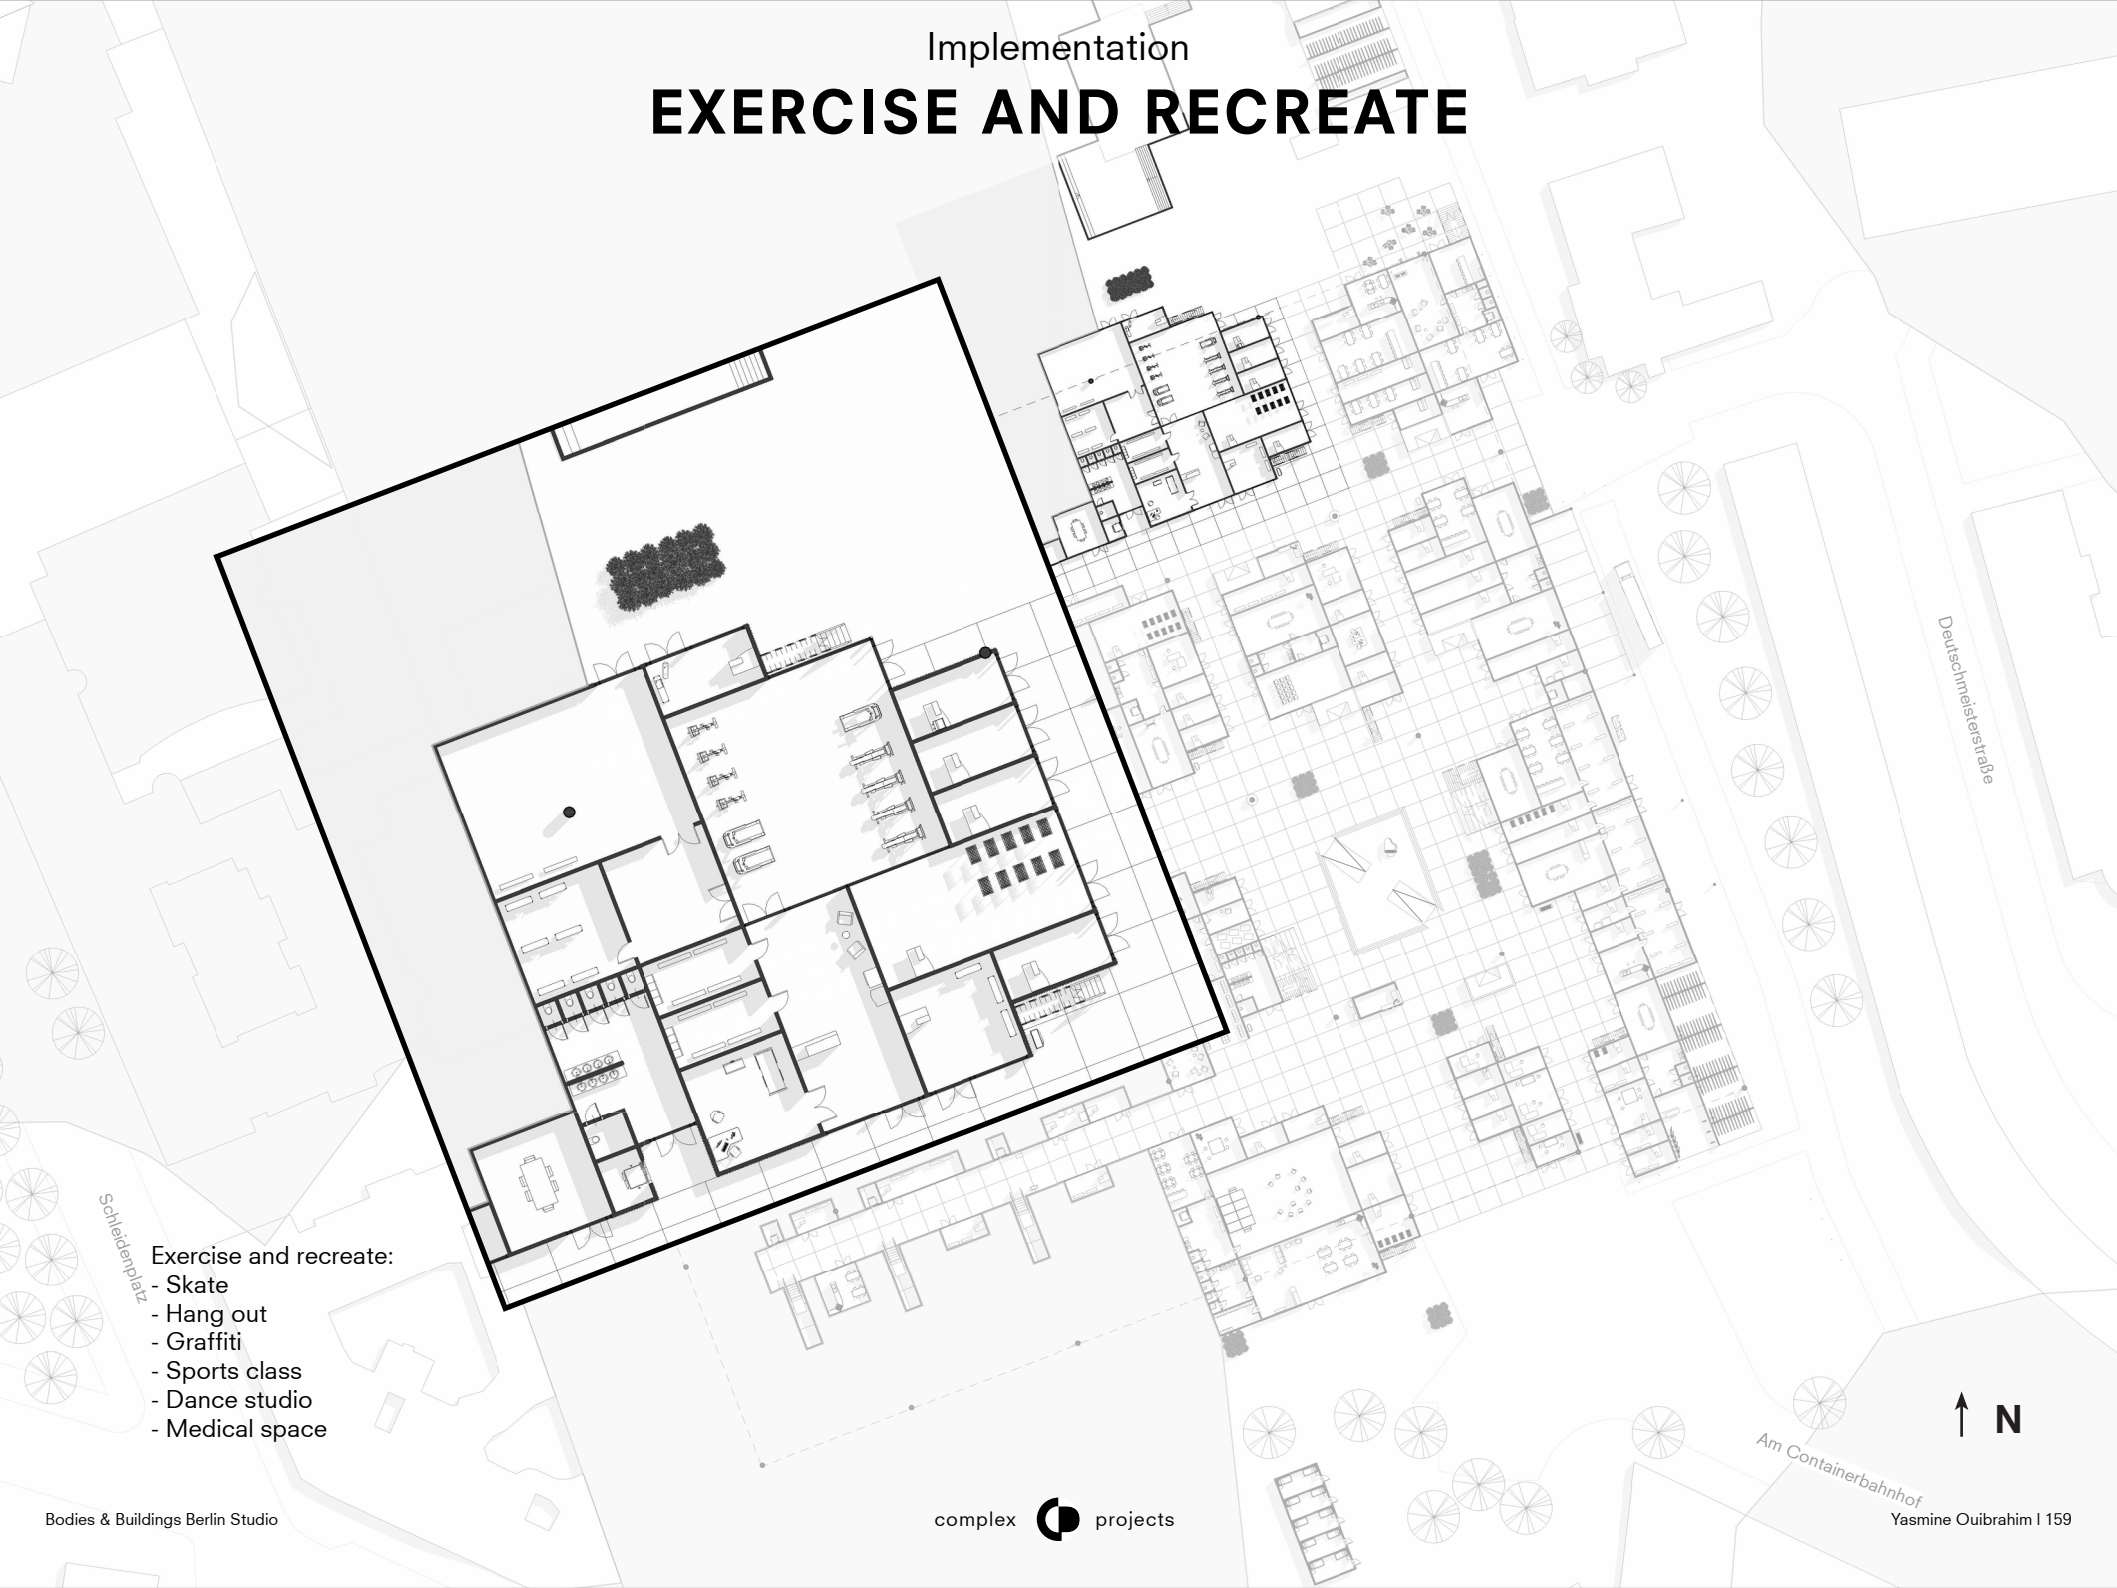 Implementation
EXERCISE AND RECREATE
Deutschmeisterstraße
Schleidenplatz
Exercise and recreate:
- Skate
- Hang out
- Graffiti
- Sports class
- Dance studio
- Medical space
N
Am Containerbahnhof
Bodies & Buildings Berlin Studio
complex projects
Yasmine Ouibrahim | 159